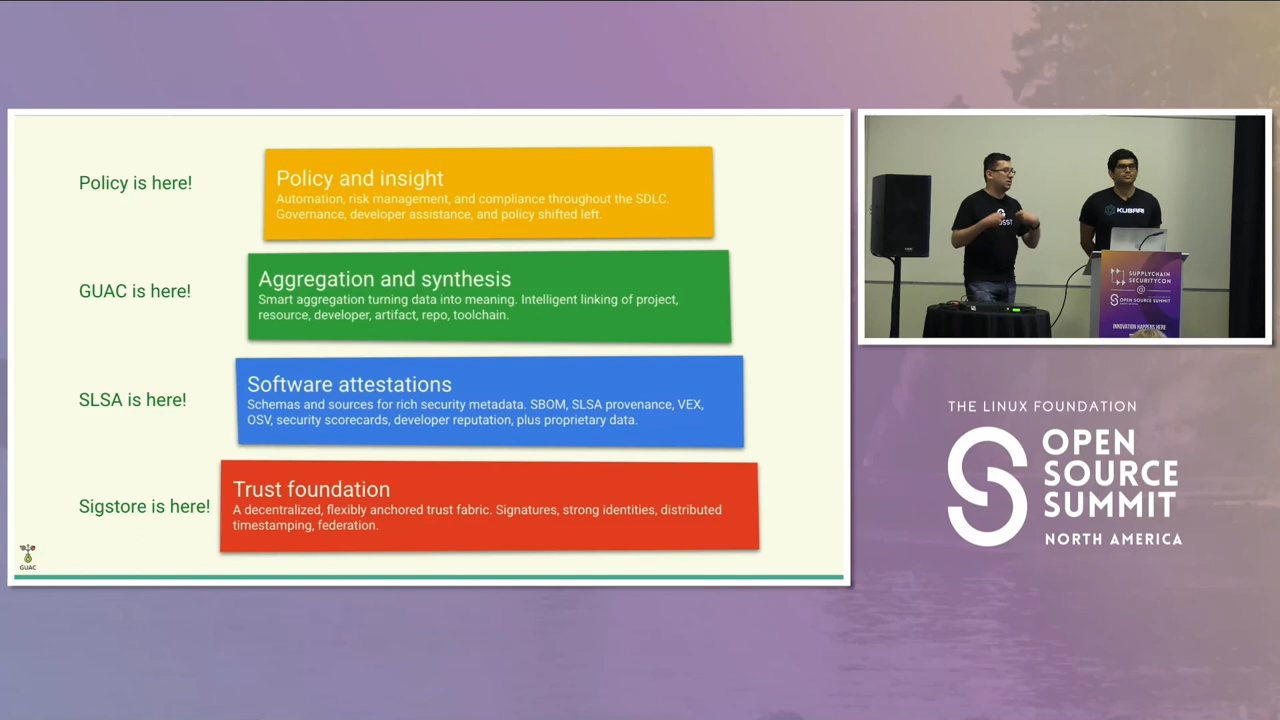 Policy is here!
Policy and insight
Automation, risk management, and compliance throughout the SDLC.
Governance, developer assistance, and policy shifted left.
GUAC is here!
Aggregation and synthesis
Smart aggregation turning data into meaning. Intelligent linking of project,
resource, developer, artifact, repo, toolchain.
SLSA is here!
Software attestations
Schemas and sources for rich security metadata. SBOM, SLSA provenance, VEX,
OSV, security scorecards, developer reputation, plus proprietary data.
Sigstore is here!
Trust foundation
A decentralized, flexibly anchored trust fabric. Signatures, strong identities, distributed
timestamping, federation.
GUAC
KUSARI
SUPPLYCHAIN
SECURITYCON
@
OPEN SOURCE SUMMIT
INNOVATION HAPPENS HERE
THE LINUX FOUNDATION
OPEN
SOURCE
SUMMIT
NORTH AMERICA